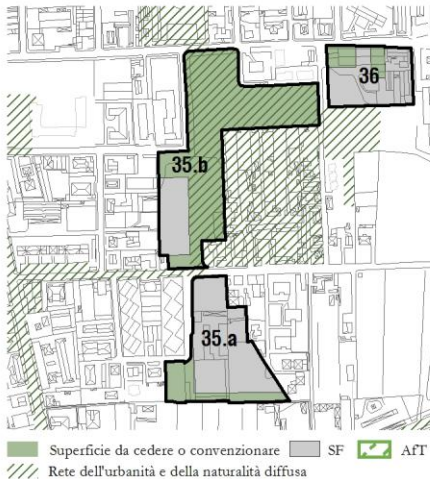 36
35.b
35.a
Superficie da cedere o convenzionare SF AfT
Rete dell'urbanità e della naturalità diffusa